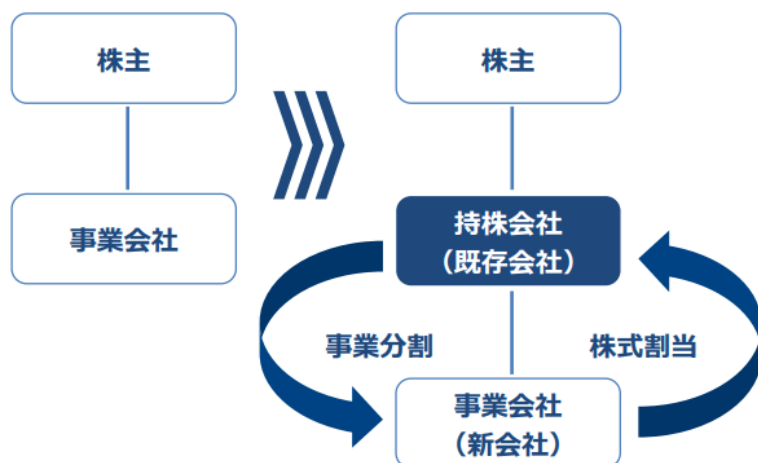 株主
事業会社
株主
持株会社
（既存会社）
事業分割
株式割当
事業会社
（新会社）